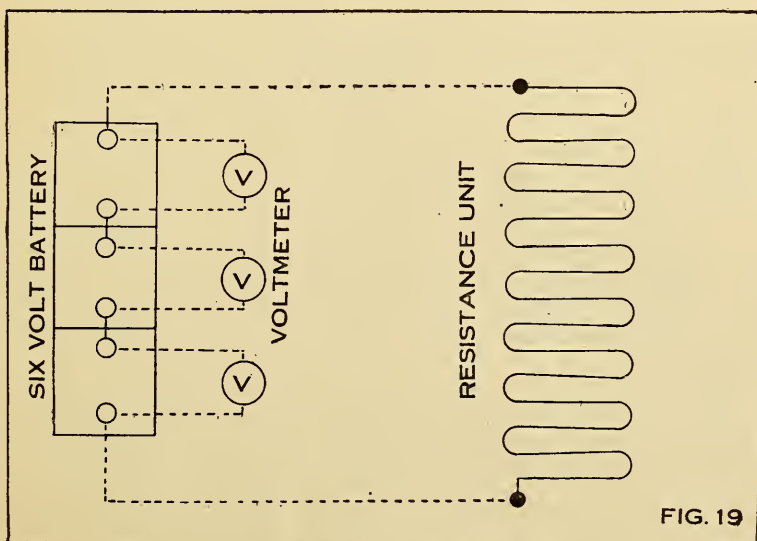 SIX VOLT BATTERY
V
V
V
VOLTMETER
RESISTANCE UNIT
FIG. 19